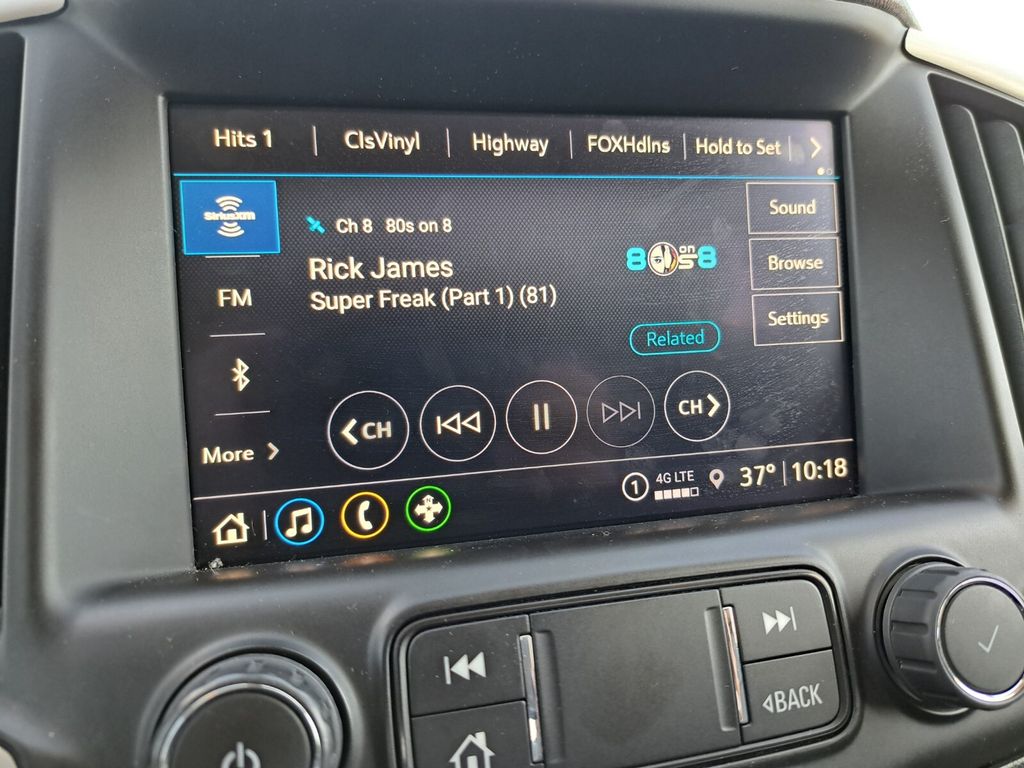 Hits 1 ClsVinyl Highway FOXHdlns Hold to Set >
SiriusXM
Ch 8 80s on 8
Rick James
Super Freak (Part 1) (81)
80s on 8
Sound
Browse
Settings
Related
FM
More >
<CH
CH>
1 4G LTE 37° | 10:18
BACK